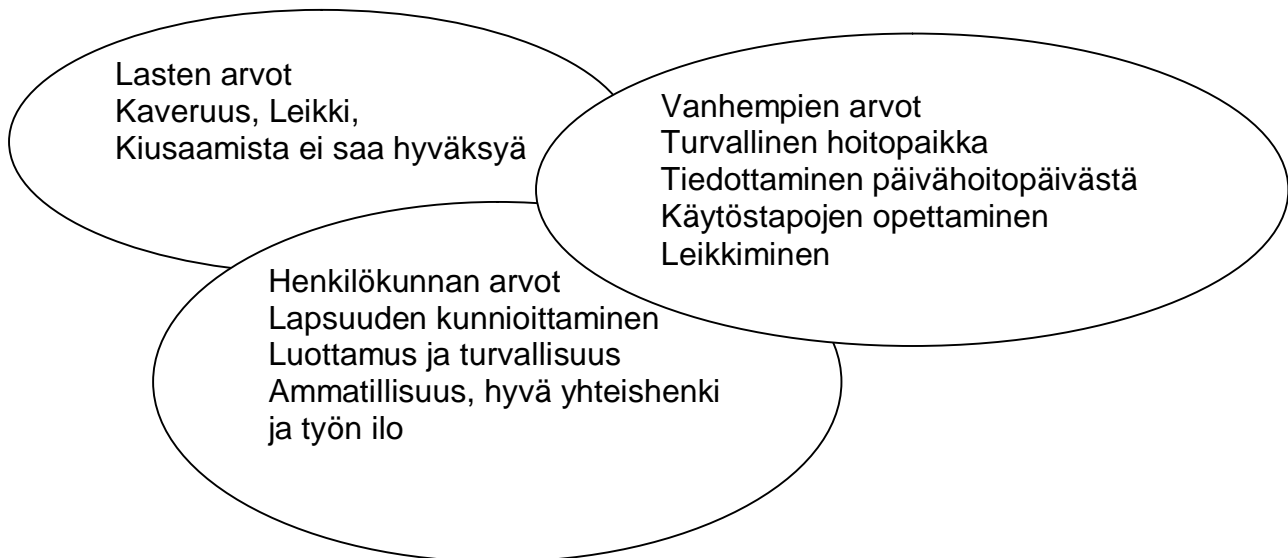 Lasten arvot
Kaveruus, Leikki,
Kiusaamista ei saa hyväksyä
Vanhempien arvot
Turvallinen hoitopaikka
Tiedottaminen päivähoitopäivästä
Käytöstapojen opettaminen
Leikkiminen
Henkilökunnan arvot
Lapsuuden kunnioittaminen
Luottamus ja turvallisuus
Ammatillisuus, hyvä yhteishenki
ja työn ilo